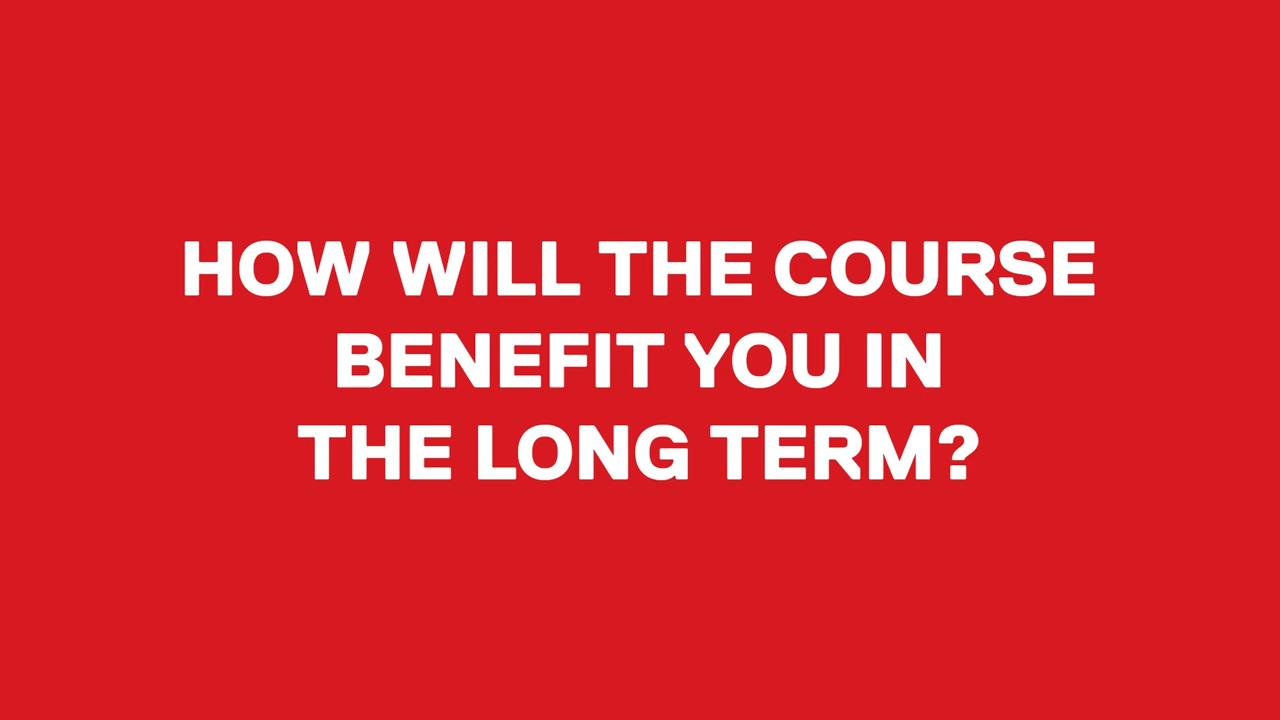 HOW WILL THE COURSE
BENEFIT YOU IN
THE LONG TERM?